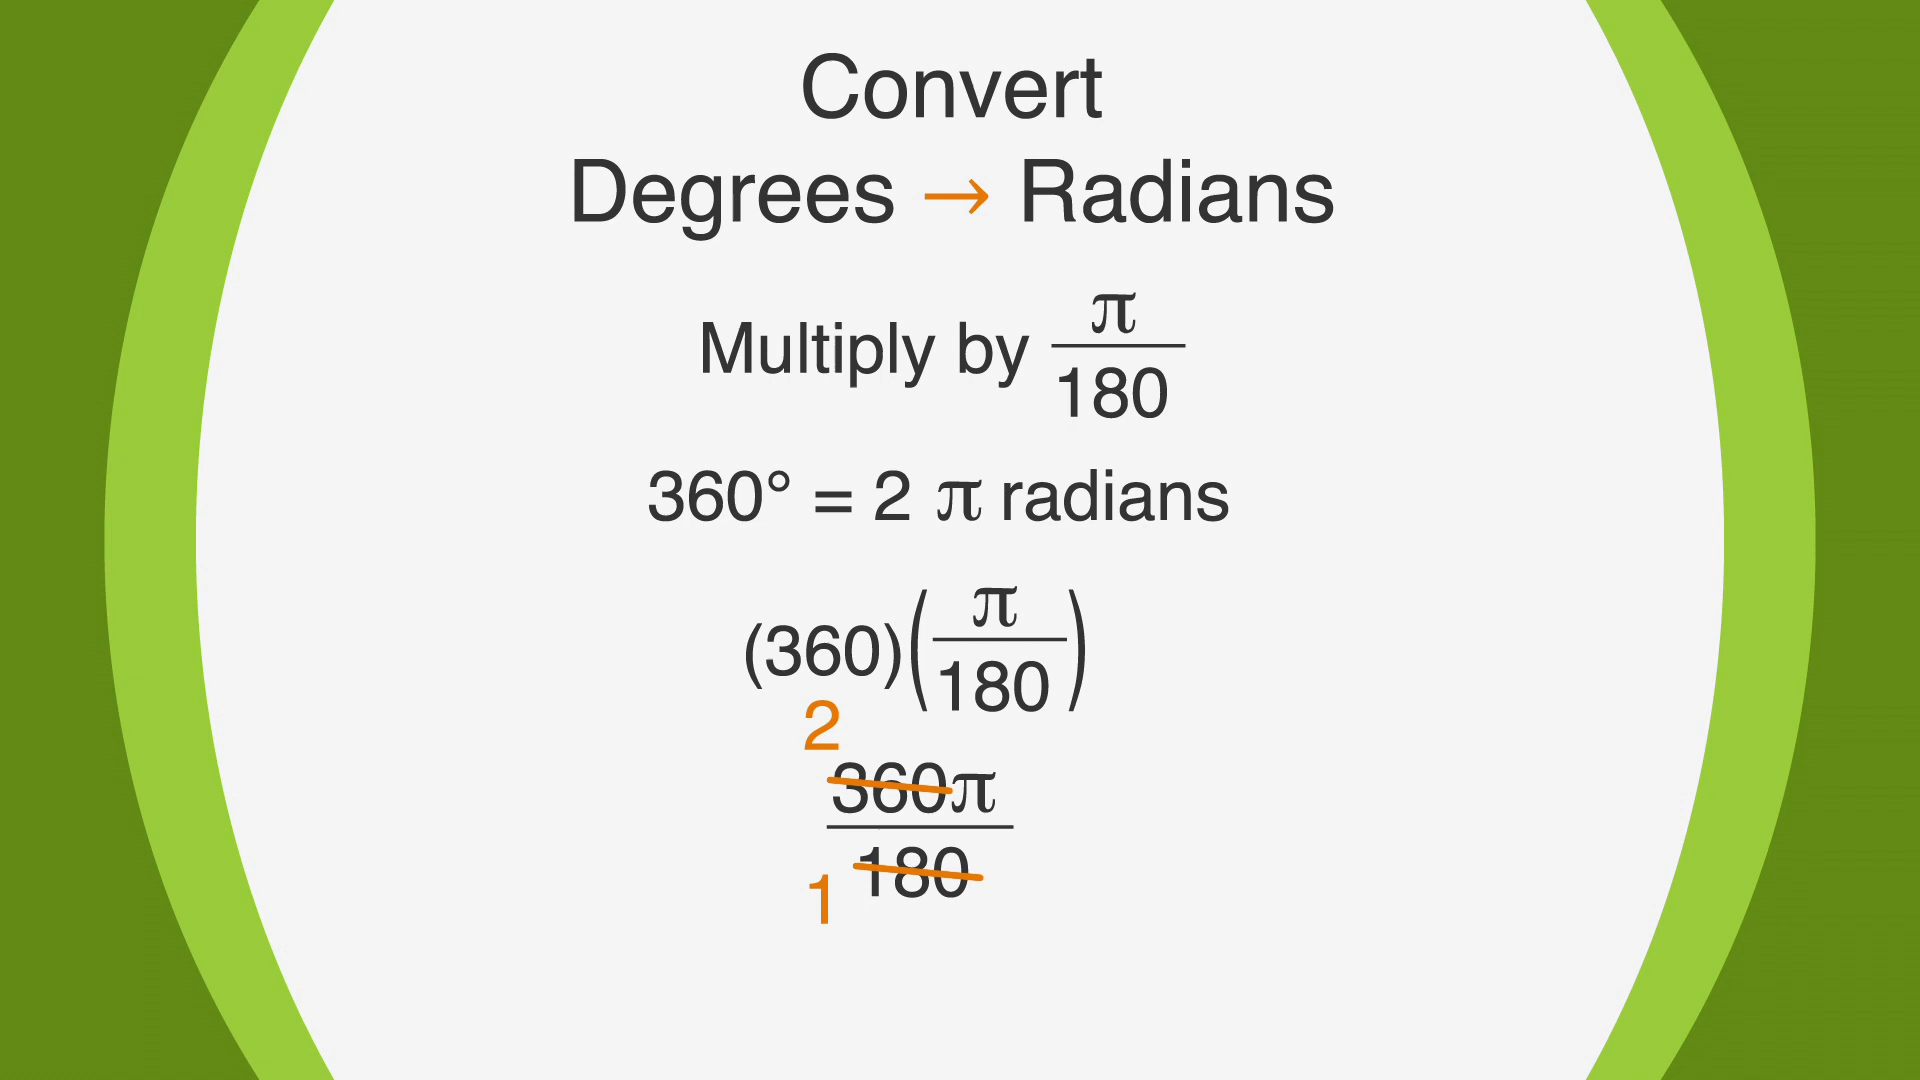 Convert
Degrees → Radians
Multiply by π/180
360° = 2 π radians
(360)(π/180)
2
360π
180
1